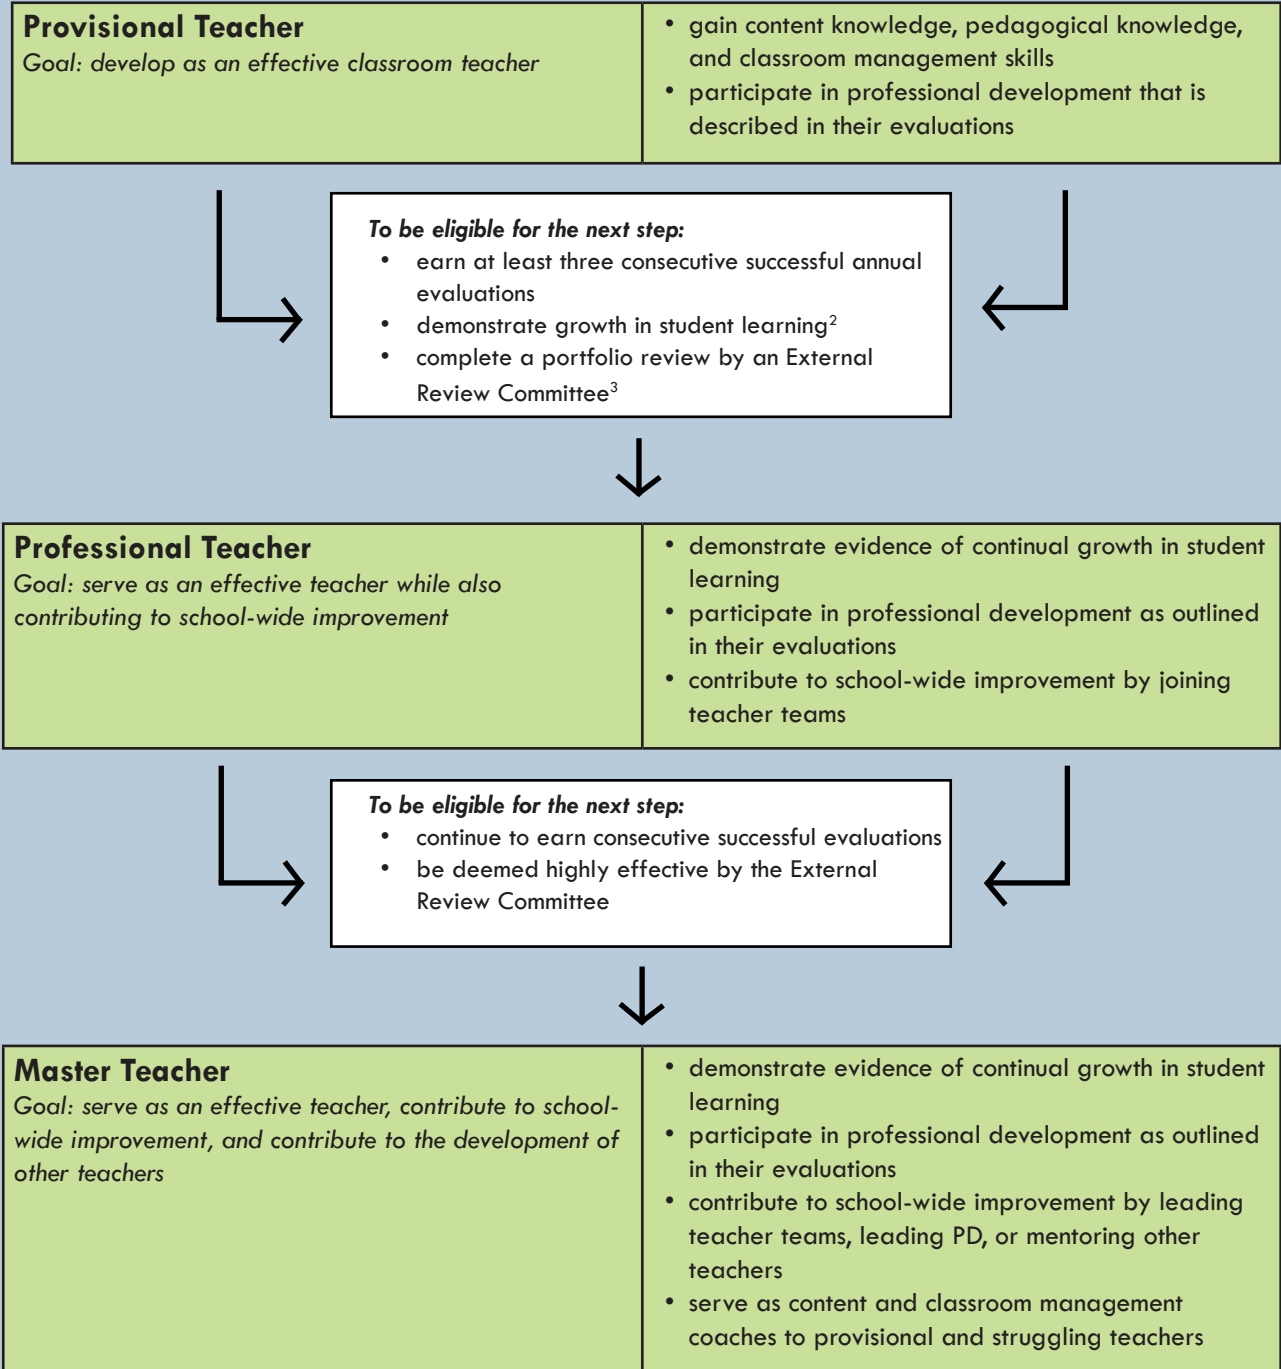 Provisional Teacher
Goal: develop as an effective classroom teacher
• gain content knowledge, pedagogical knowledge,
and classroom management skills
• participate in professional development that is
described in their evaluations
To be eligible for the next step:
• earn at least three consecutive successful annual
evaluations
• demonstrate growth in student learning²
• complete a portfolio review by an External
Review Committee³
Professional Teacher
Goal: serve as an effective teacher while also
contributing to school-wide improvement
• demonstrate evidence of continual growth in student
learning
• participate in professional development as outlined
in their evaluations
• contribute to school-wide improvement by joining
teacher teams
To be eligible for the next step:
• continue to earn consecutive successful evaluations
• be deemed highly effective by the External
Review Committee
Master Teacher
Goal: serve as an effective teacher, contribute to school-
wide improvement, and contribute to the development of
other teachers
• demonstrate evidence of continual growth in student
learning
• participate in professional development as outlined
in their evaluations
• contribute to school-wide improvement by leading
teacher teams, leading PD, or mentoring other
teachers
• serve as content and classroom management
coaches to provisional and struggling teachers